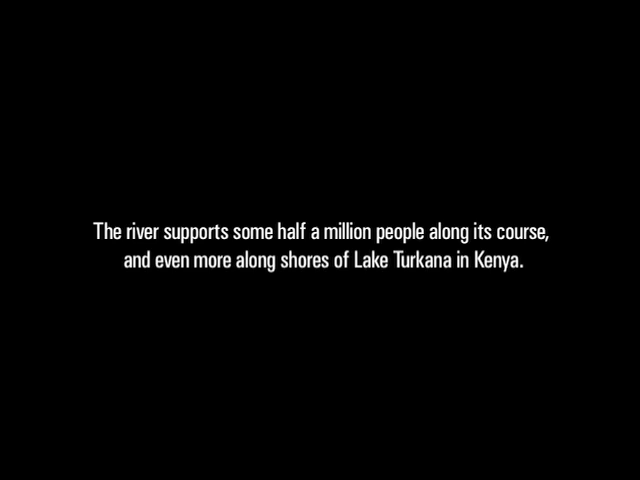 The river supports some half a million people along its course,
and even more along shores of Lake Turkana in Kenya.